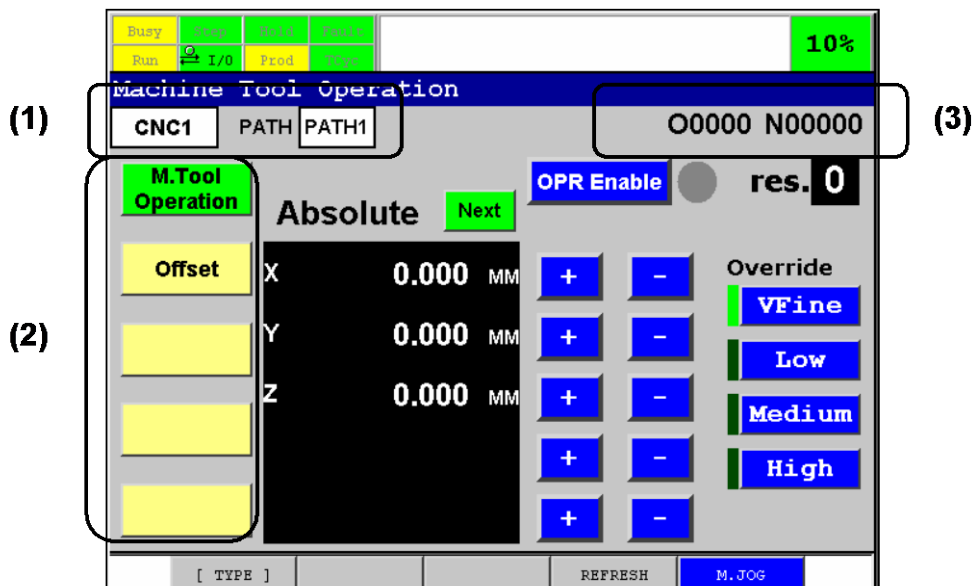 Busy Step Hold Fault
Run I/O Prod TCyc
10%
Machine Tool Operation
(1)
CNC1 PATH PATH1
O0000 N00000
(3)
M.Tool
Operation
Absolute Next
OPR Enable
res. 0
Offset
X 0.000 MM
+ -
Override
VFine
(2)
Y 0.000 MM
+ -
Low
Z 0.000 MM
+ -
Medium
+ -
High
+ -
[ TYPE ] REFRESH M.JOG